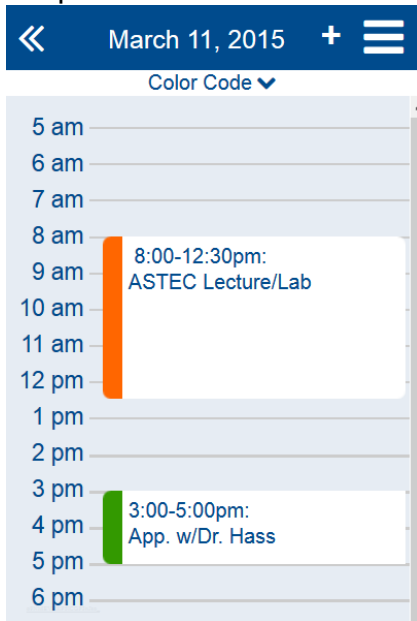 March 11, 2015 +
Color Code
5 am
6 am
7 am
8 am
8:00-12:30pm:
9 am
ASTEC Lecture/Lab
10 am
11 am
12 pm
1 pm
2 pm
3 pm
3:00-5:00pm:
4 pm
App. w/Dr. Hass
5 pm
6 pm